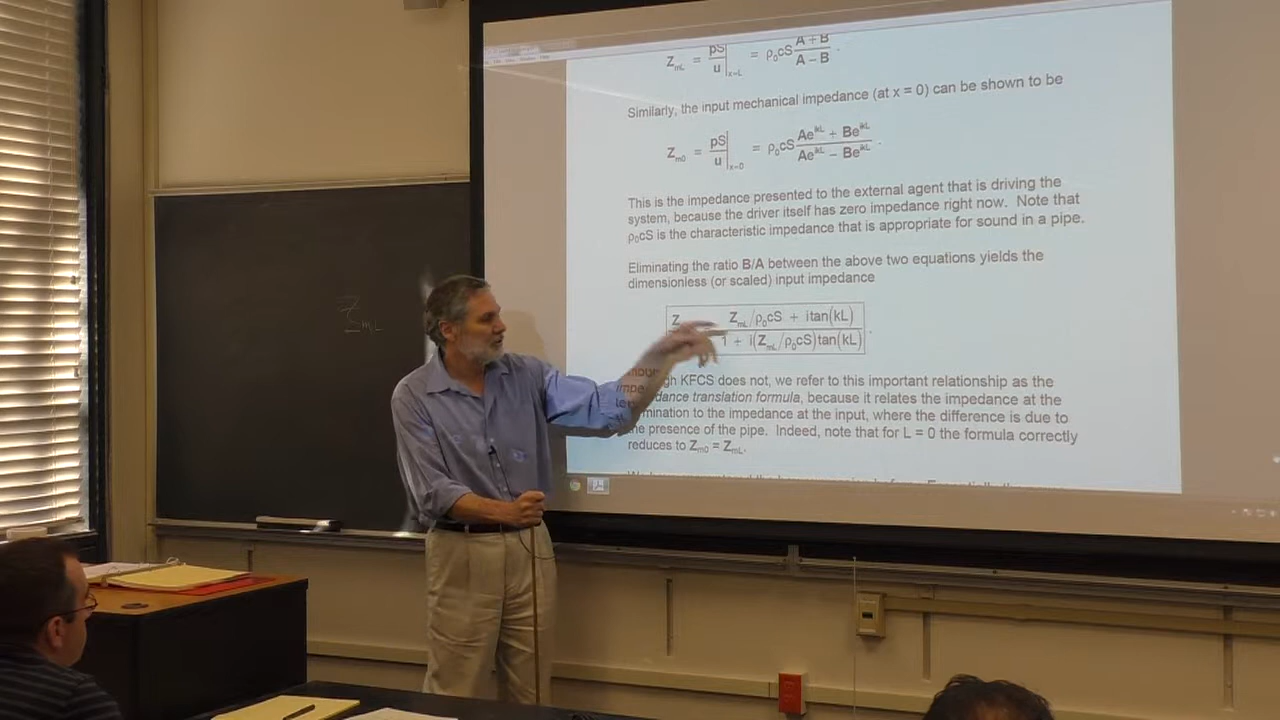 Z_mL = pS/u |x=L = ρ₀cS (A + B)/(A − B) .
Similarly, the input mechanical impedance (at x = 0) can be shown to be
Z_m0 = pS/u |x=0 = ρ₀cS (Ae^ikL + Be^ikL)/(Ae^ikL − Be^ikL) .
This is the impedance presented to the external agent that is driving the
system, because the driver itself has zero impedance right now. Note that
ρ₀cS is the characteristic impedance that is appropriate for sound in a pipe.
Eliminating the ratio B/A between the above two equations yields the
dimensionless (or scaled) input impedance
Z (Z_mL/ρ₀cS + itan(kL))/(1 + i(Z_mL/ρ₀cS)tan(kL)) .
KFCS does not, we refer to this important relationship as the
translation formula, because it relates the impedance at the
to the impedance at the input, where the difference is due to
the presence of the pipe. Indeed, note that for L = 0 the formula correctly
reduces to Z_m0 = Z_mL.
Z_mL